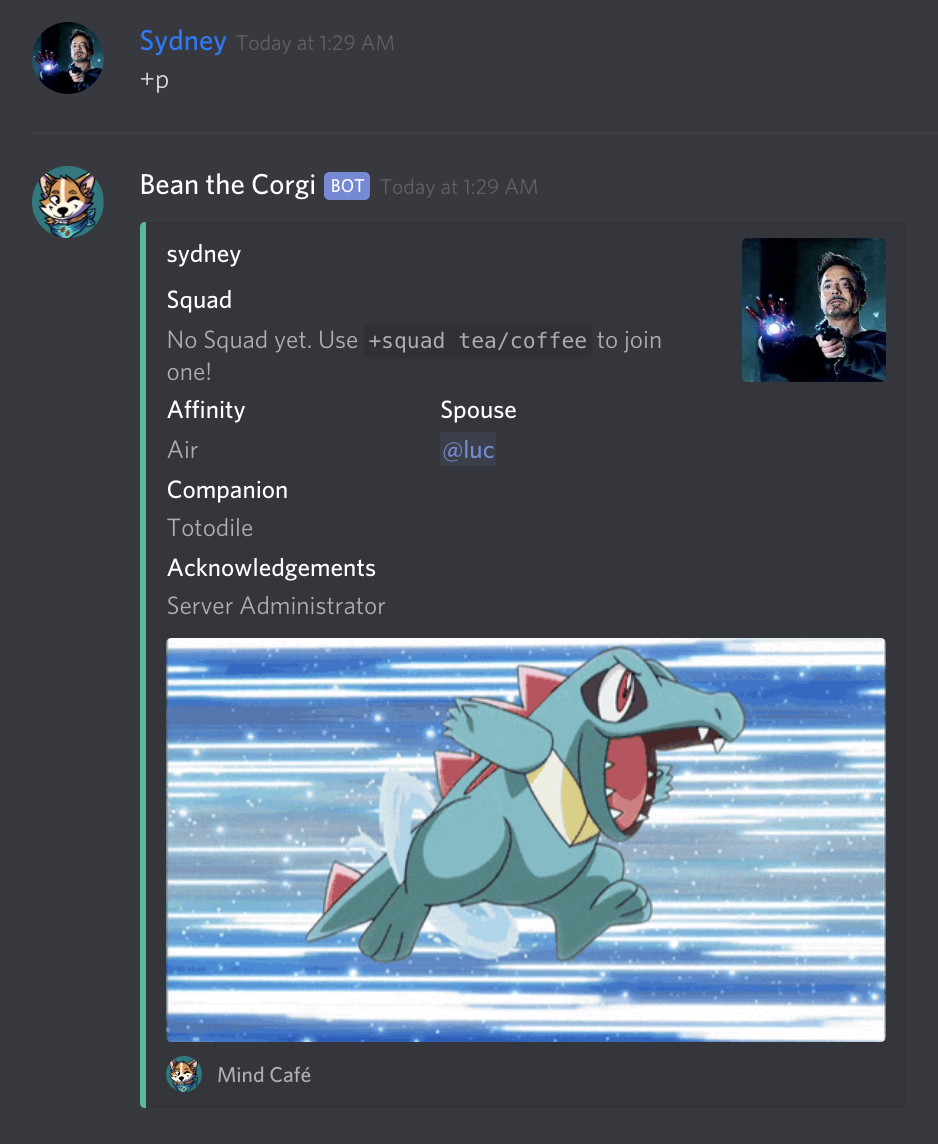 Sydney Today at 1:29 AM
+p
Bean the Corgi BOT Today at 1:29 AM
sydney
Squad
No Squad yet. Use +squad tea/coffee to join
one!
Affinity Spouse
Air @luc
Companion
Totodile
Acknowledgements
Server Administrator
Mind Café